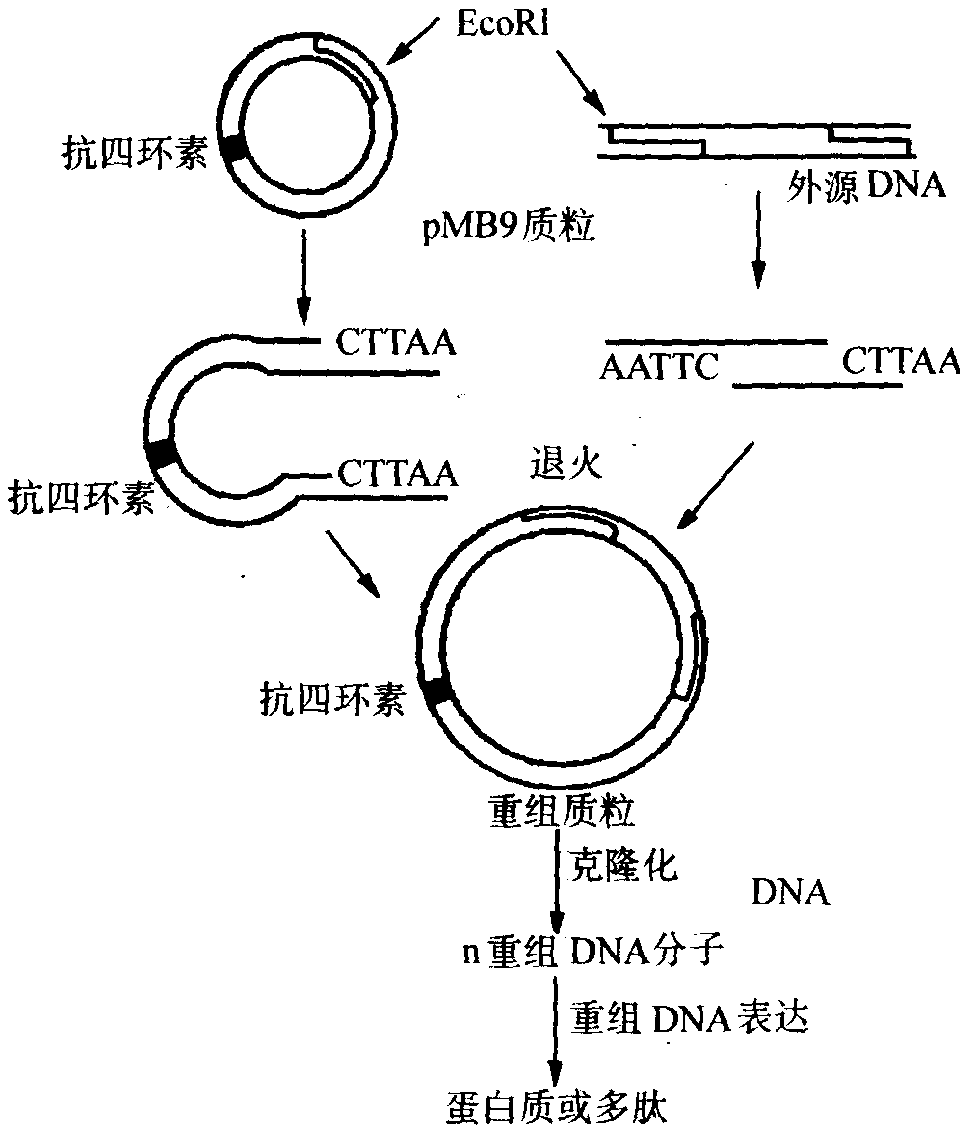 EcoRI
抗四环素
外源 DNA
pMB9质粒
CTTAA
AATTC
CTTAA
CTTAA
抗四环素
退火
抗四环素
重组质粒
克隆化
DNA
n重组 DNA分子
重组 DNA表达
蛋白质或多肽